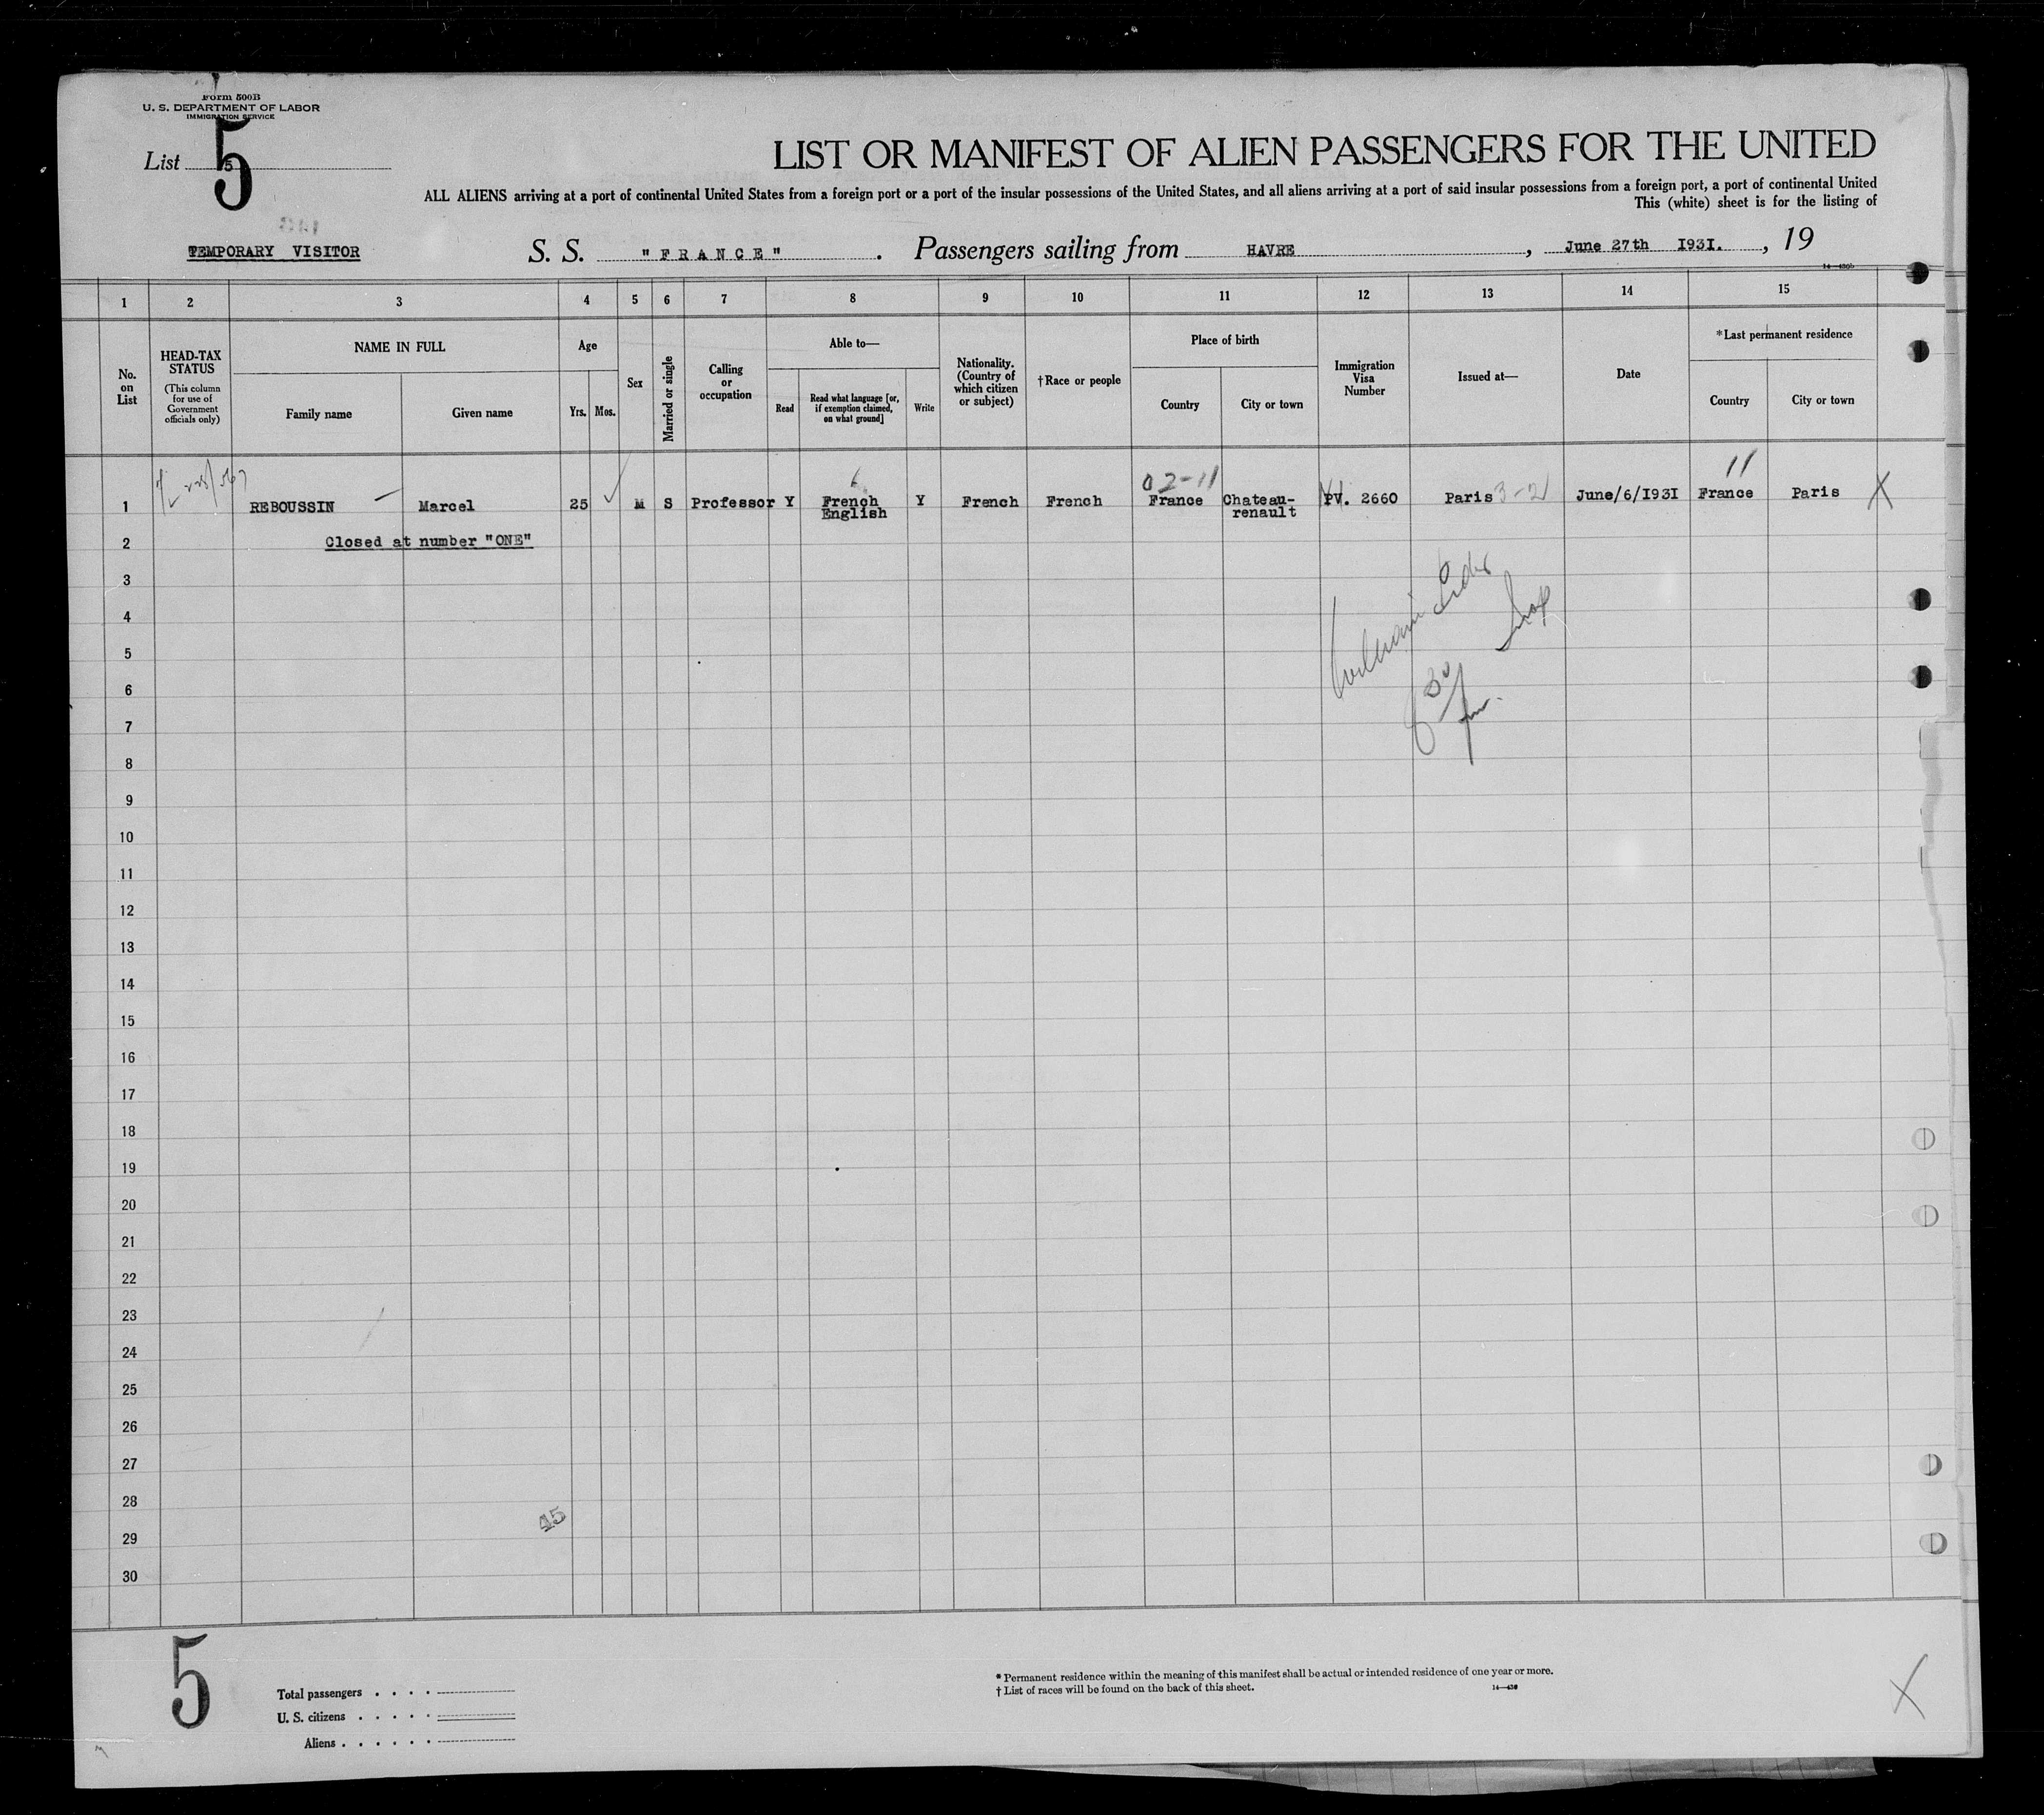 Form 500B
U. S. DEPARTMENT OF LABOR
IMMIGRATION SERVICE
List 5
5
LIST OR MANIFEST OF ALIEN PASSENGERS FOR THE UNITED
ALL ALIENS arriving at a port of continental United States from a foreign port or a port of the insular possessions of the United States, and all aliens arriving at a port of said insular possessions from a foreign port, a port of continental United
This (white) sheet is for the listing of
TEMPORARY VISITOR S. S. "FRANCE". Passengers sailing from HAVRE, June 27th I93I., 19
1 2 3 4 5 6 7 8 9 10 11 12 13 14 15
No. on List
HEAD-TAX STATUS
(This column for use of Government officials only)
NAME IN FULL
Family name Given name
Age
Yrs. Mos.
Sex
Married or single
Calling or occupation
Able to—
Read
Read what language [or, if exemption claimed, on what ground]
Write
Nationality. (Country of which citizen or subject)
†Race or people
Place of birth
Country City or town
Immigration Visa Number
Issued at—
Date
*Last permanent residence
Country City or town
02-11 11
1 REBOUSSIN Marcel 25 M S Professor Y French English Y French French France Chateau-renault PV. 2660 Paris June/6/I93I France Paris X
2 Closed at number "ONE"
3
4
5
6
7
8
9
10
11
12
13
14
15
16
17
18
19
20
21
22
23
24
25
26
27
28
45
29
30
5
Total passengers . . . .
U. S. citizens . . . . .
Aliens . . . . . .
* Permanent residence within the meaning of this manifest shall be actual or intended residence of one year or more.
† List of races will be found on the back of this sheet.
X